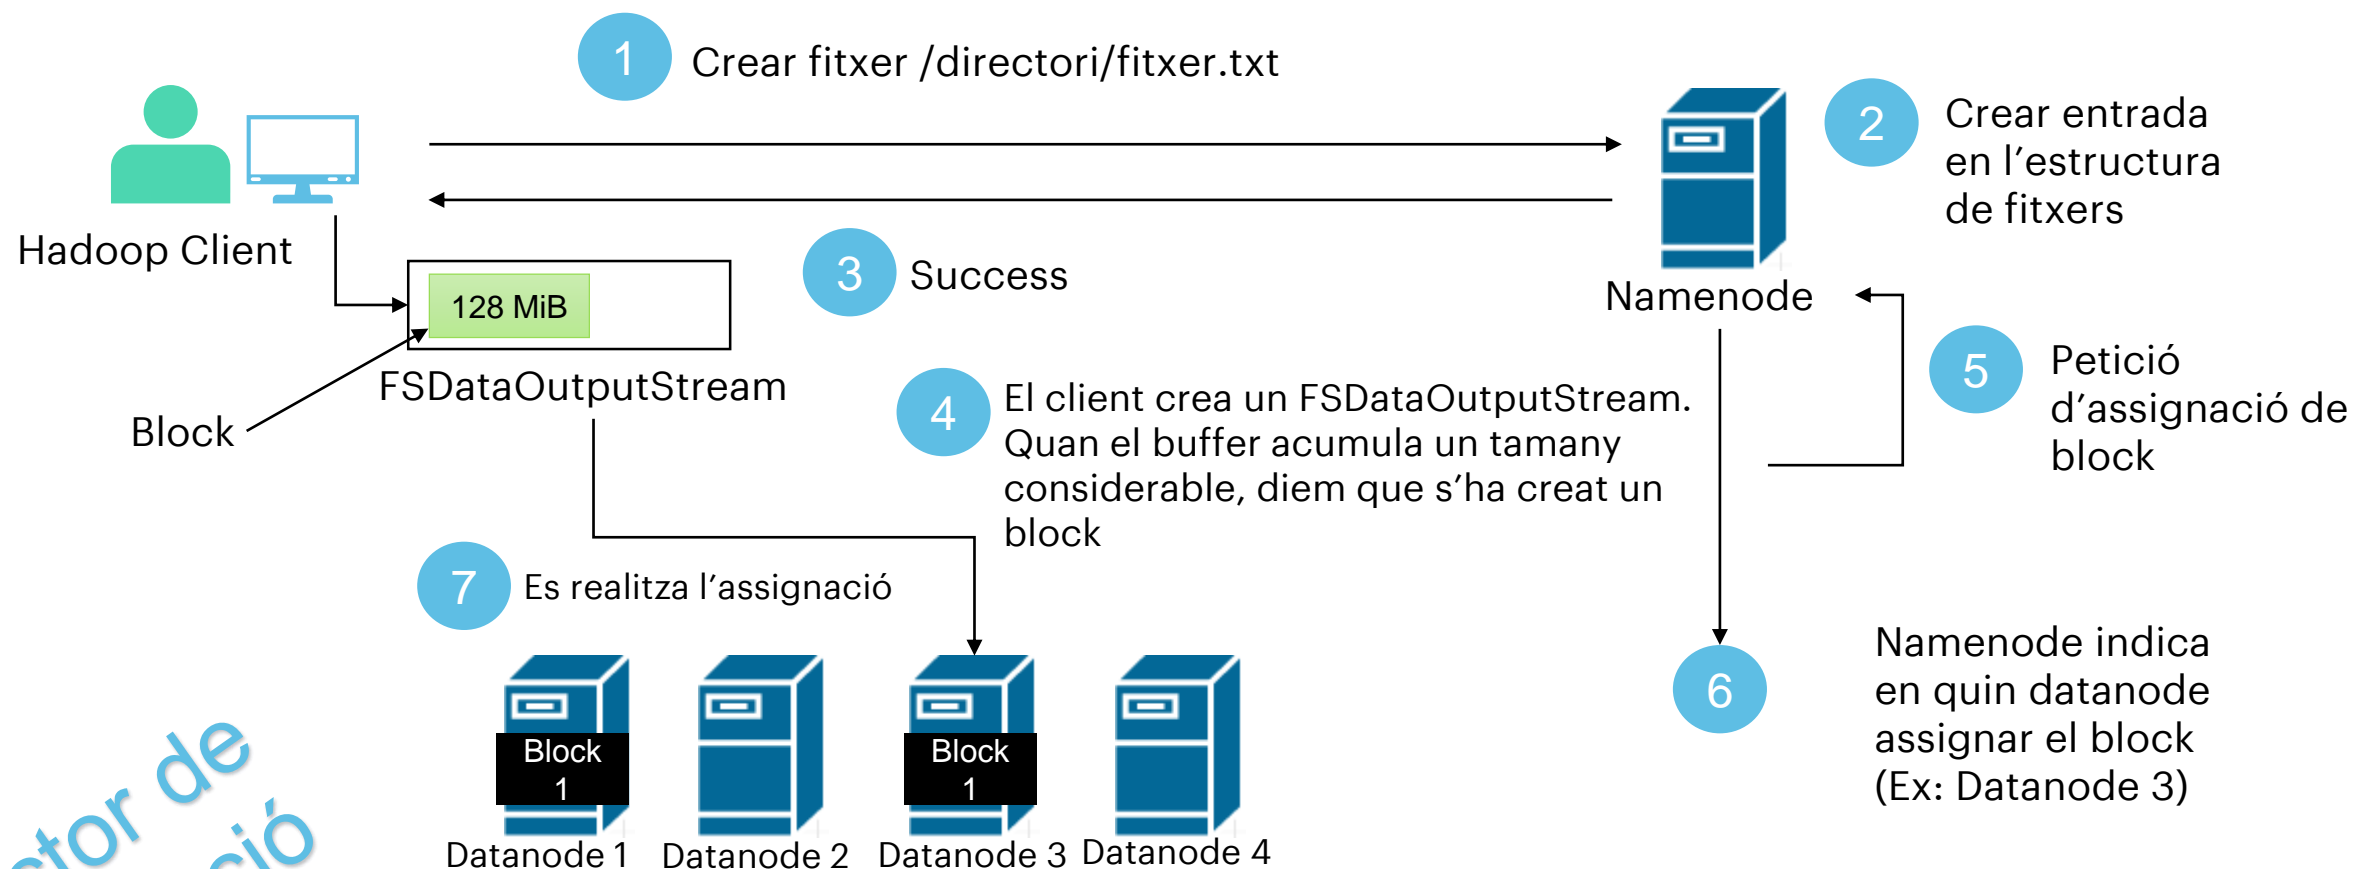 1
Crear fitxer /directori/fitxer.txt
2
Crear entrada
en l’estructura
de fitxers
Hadoop Client
3
Success
128 MiB
Namenode
FSDataOutputStream
Block
4
El client crea un FSDataOutputStream.
Quan el buffer acumula un tamany
considerable, diem que s’ha creat un
block
5
Petició
d’assignació de
block
7
Es realitza l’assignació
6
Namenode indica
en quin datanode
assignar el block
(Ex: Datanode 3)
Block
1
Block
1
Datanode 1
Datanode 2
Datanode 3
Datanode 4
de